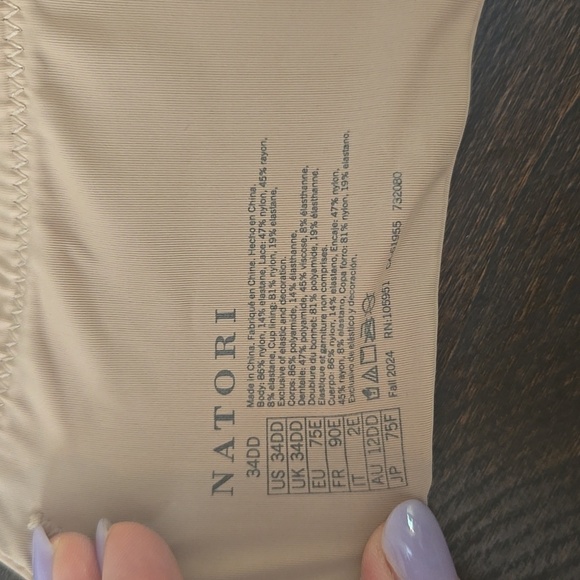 NATORI
34DD
US 34DD
UK 34DD
EU 75E
FR 90E
IT 2E
AU 12DD
JP 75F
Made in China. Fabriqué en Chine. Hecho en China.
Body: 86% nylon, 14% elastane, Lace: 47% nylon, 45% rayon,
8% elastane, Cup lining: 81% nylon, 19% elastane,
Exclusive of elastic and decoration.
Corps: 86% polyamide, 14% élasthanne,
Dentelle: 47% polyamide, 45% viscose, 8% élasthanne,
Doublure du bonnet: 81% polyamide, 19% élasthanne.
Elastique et garniture non comprises.
Cuerpo: 86% nylon, 14% elastano, Encaje: 47% nylon,
45% rayon, 8% elastano, Copa forro: 81% nylon, 19% elastano,
Exclusivo de elástico y decoración.
Fall 2024 RN:105951 732080